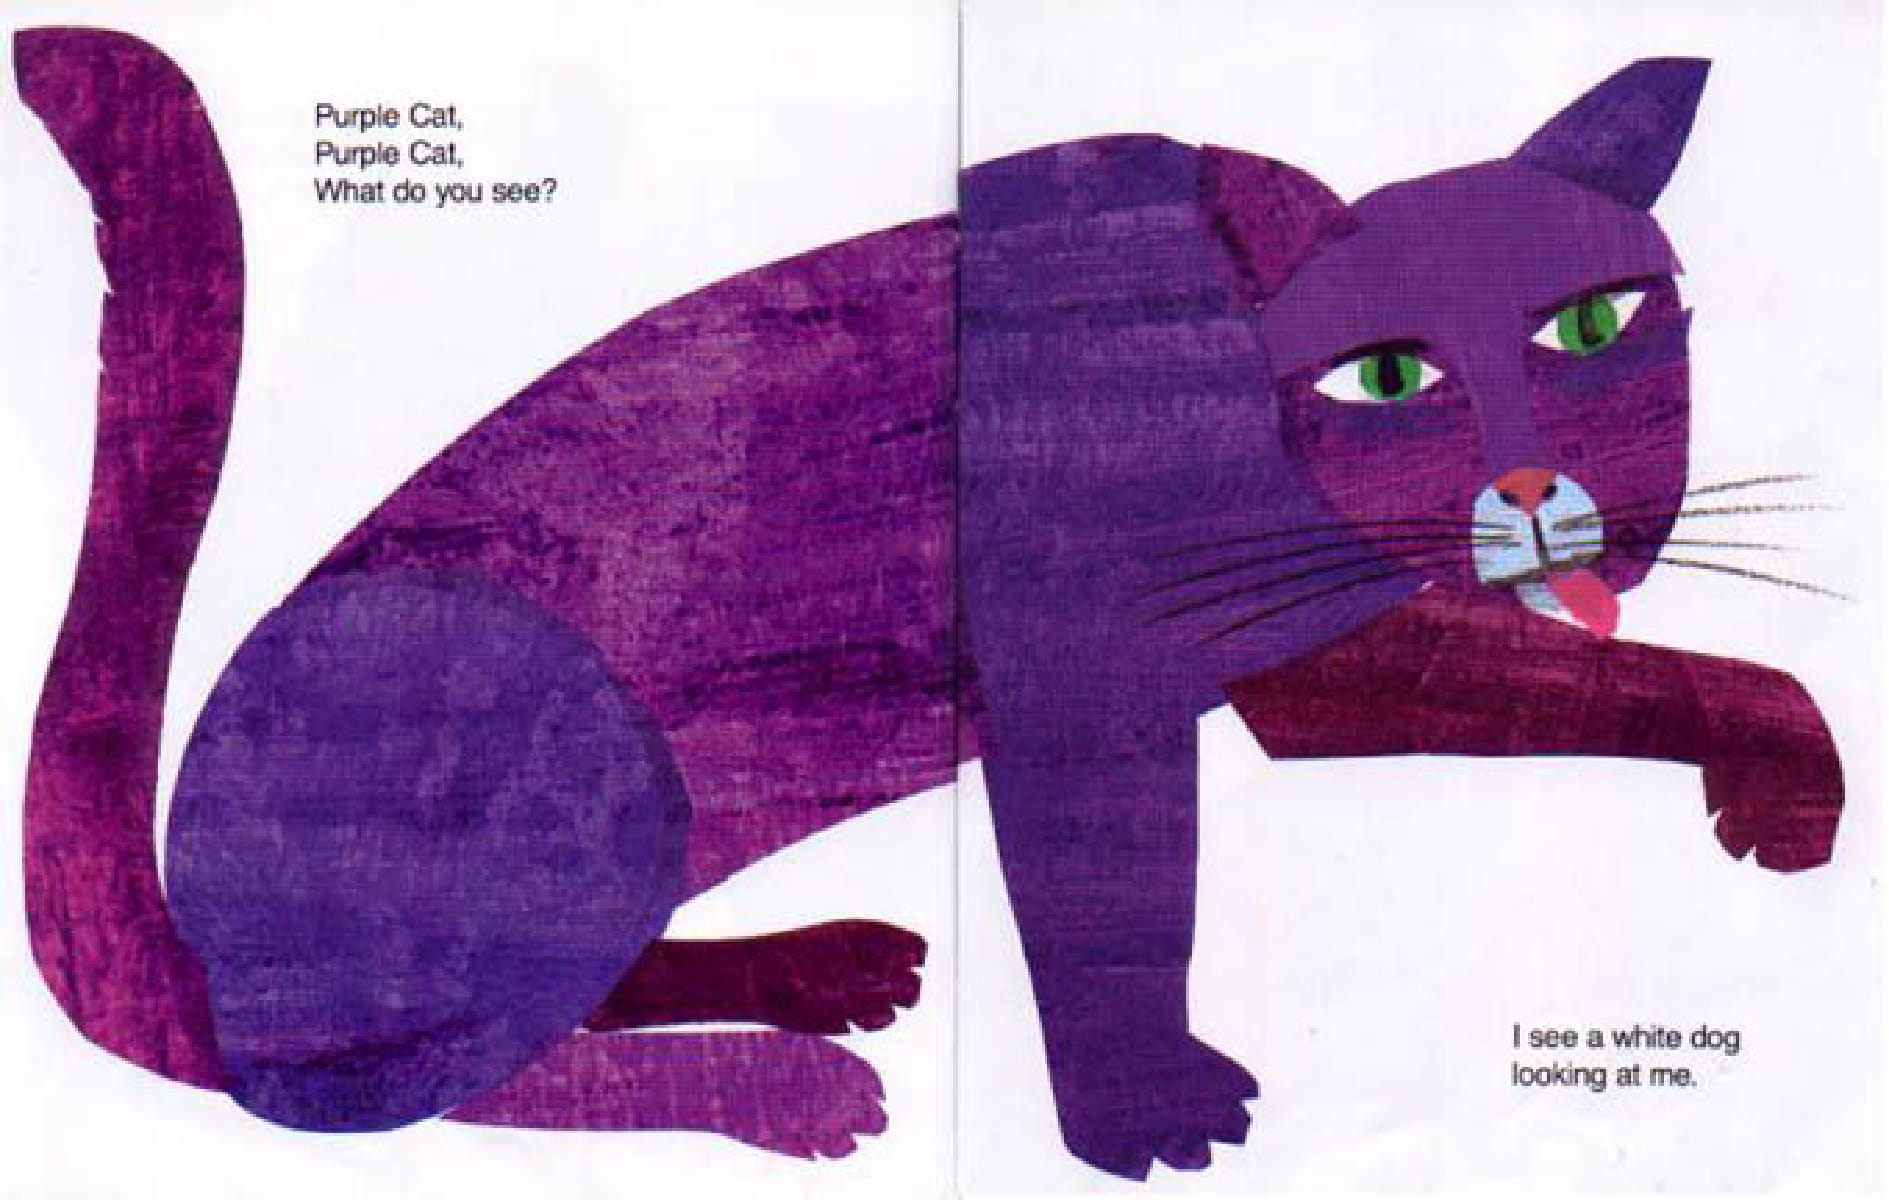 Purple Cat,
Purple Cat,
What do you see?
I see a white dog
looking at me.